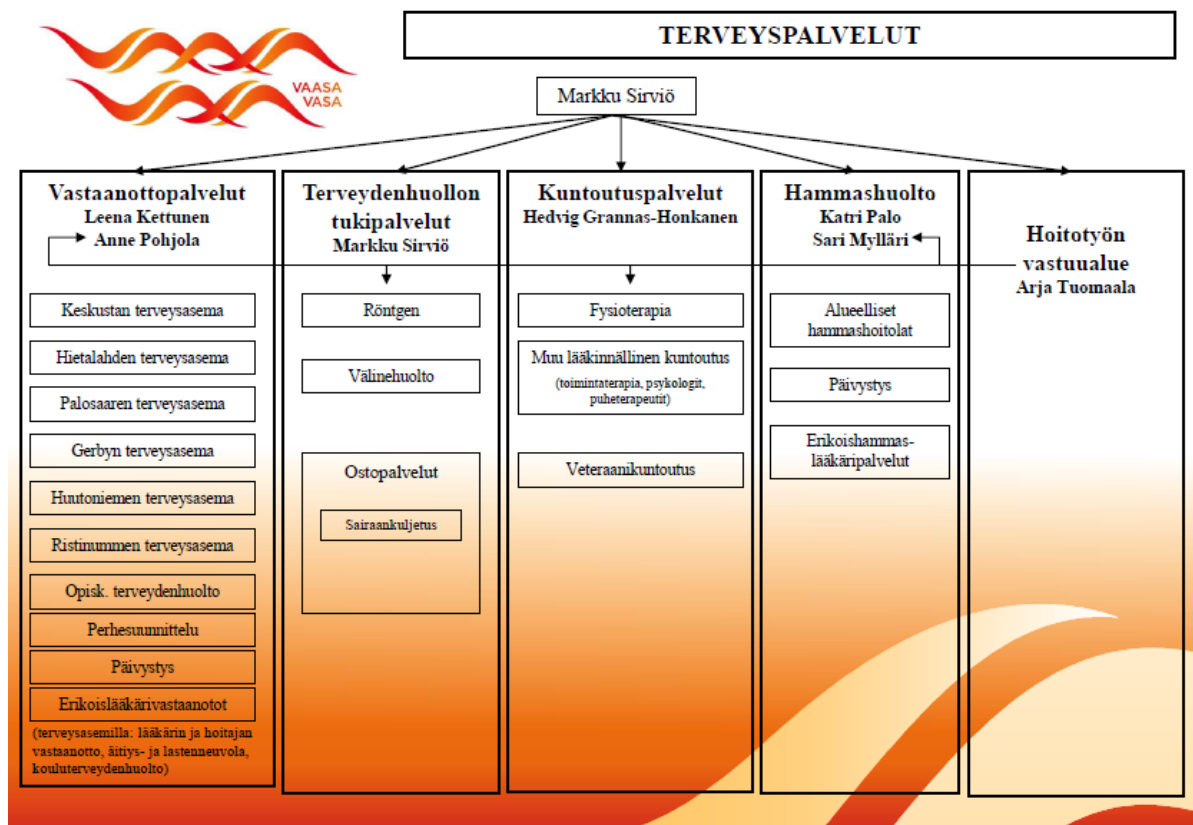 VAASA
VASA
TERVEYSPALVELUT
Markku Sirviö
Vastaanottopalvelut
Leena Kettunen
Anne Pohjola
Keskustan terveysasema
Hietalahden terveysasema
Palosaaren terveysasema
Gerbyn terveysasema
Huutoniemen terveysasema
Ristinummen terveysasema
Opisk. terveydenhuolto
Perhesuunnittelu
Päivystys
Erikoislääkärivastaanotot
(terveysasemilla: lääkärin ja hoitajan
vastaanotto, äitiys- ja lastenneuvola,
kouluterveydenhuolto)
Terveydenhuollon
tukipalvelut
Markku Sirviö
Röntgen
Välinehuolto
Ostopalvelut
Sairaankuljetus
Kuntoutuspalvelut
Hedvig Grannas-Honkanen
Fysioterapia
Muu lääkinnällinen kuntoutus
(toimintaterapia, psykologit,
puheterapeutit)
Veteraanikuntoutus
Hammashuolto
Katri Palo
Sari Mylläri
Alueelliset
hammashoitolat
Päivystys
Erikoishammas-
lääkäripalvelut
Hoitotyön
vastuualue
Arja Tuomaala